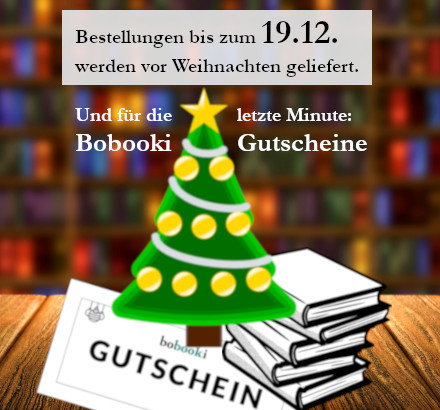 Bestellungen bis zum 19.12.
werden vor Weihnachten geliefert.
Und für die letzte Minute:
Bobooki Gutscheine
bobooki
GUTSCHEIN